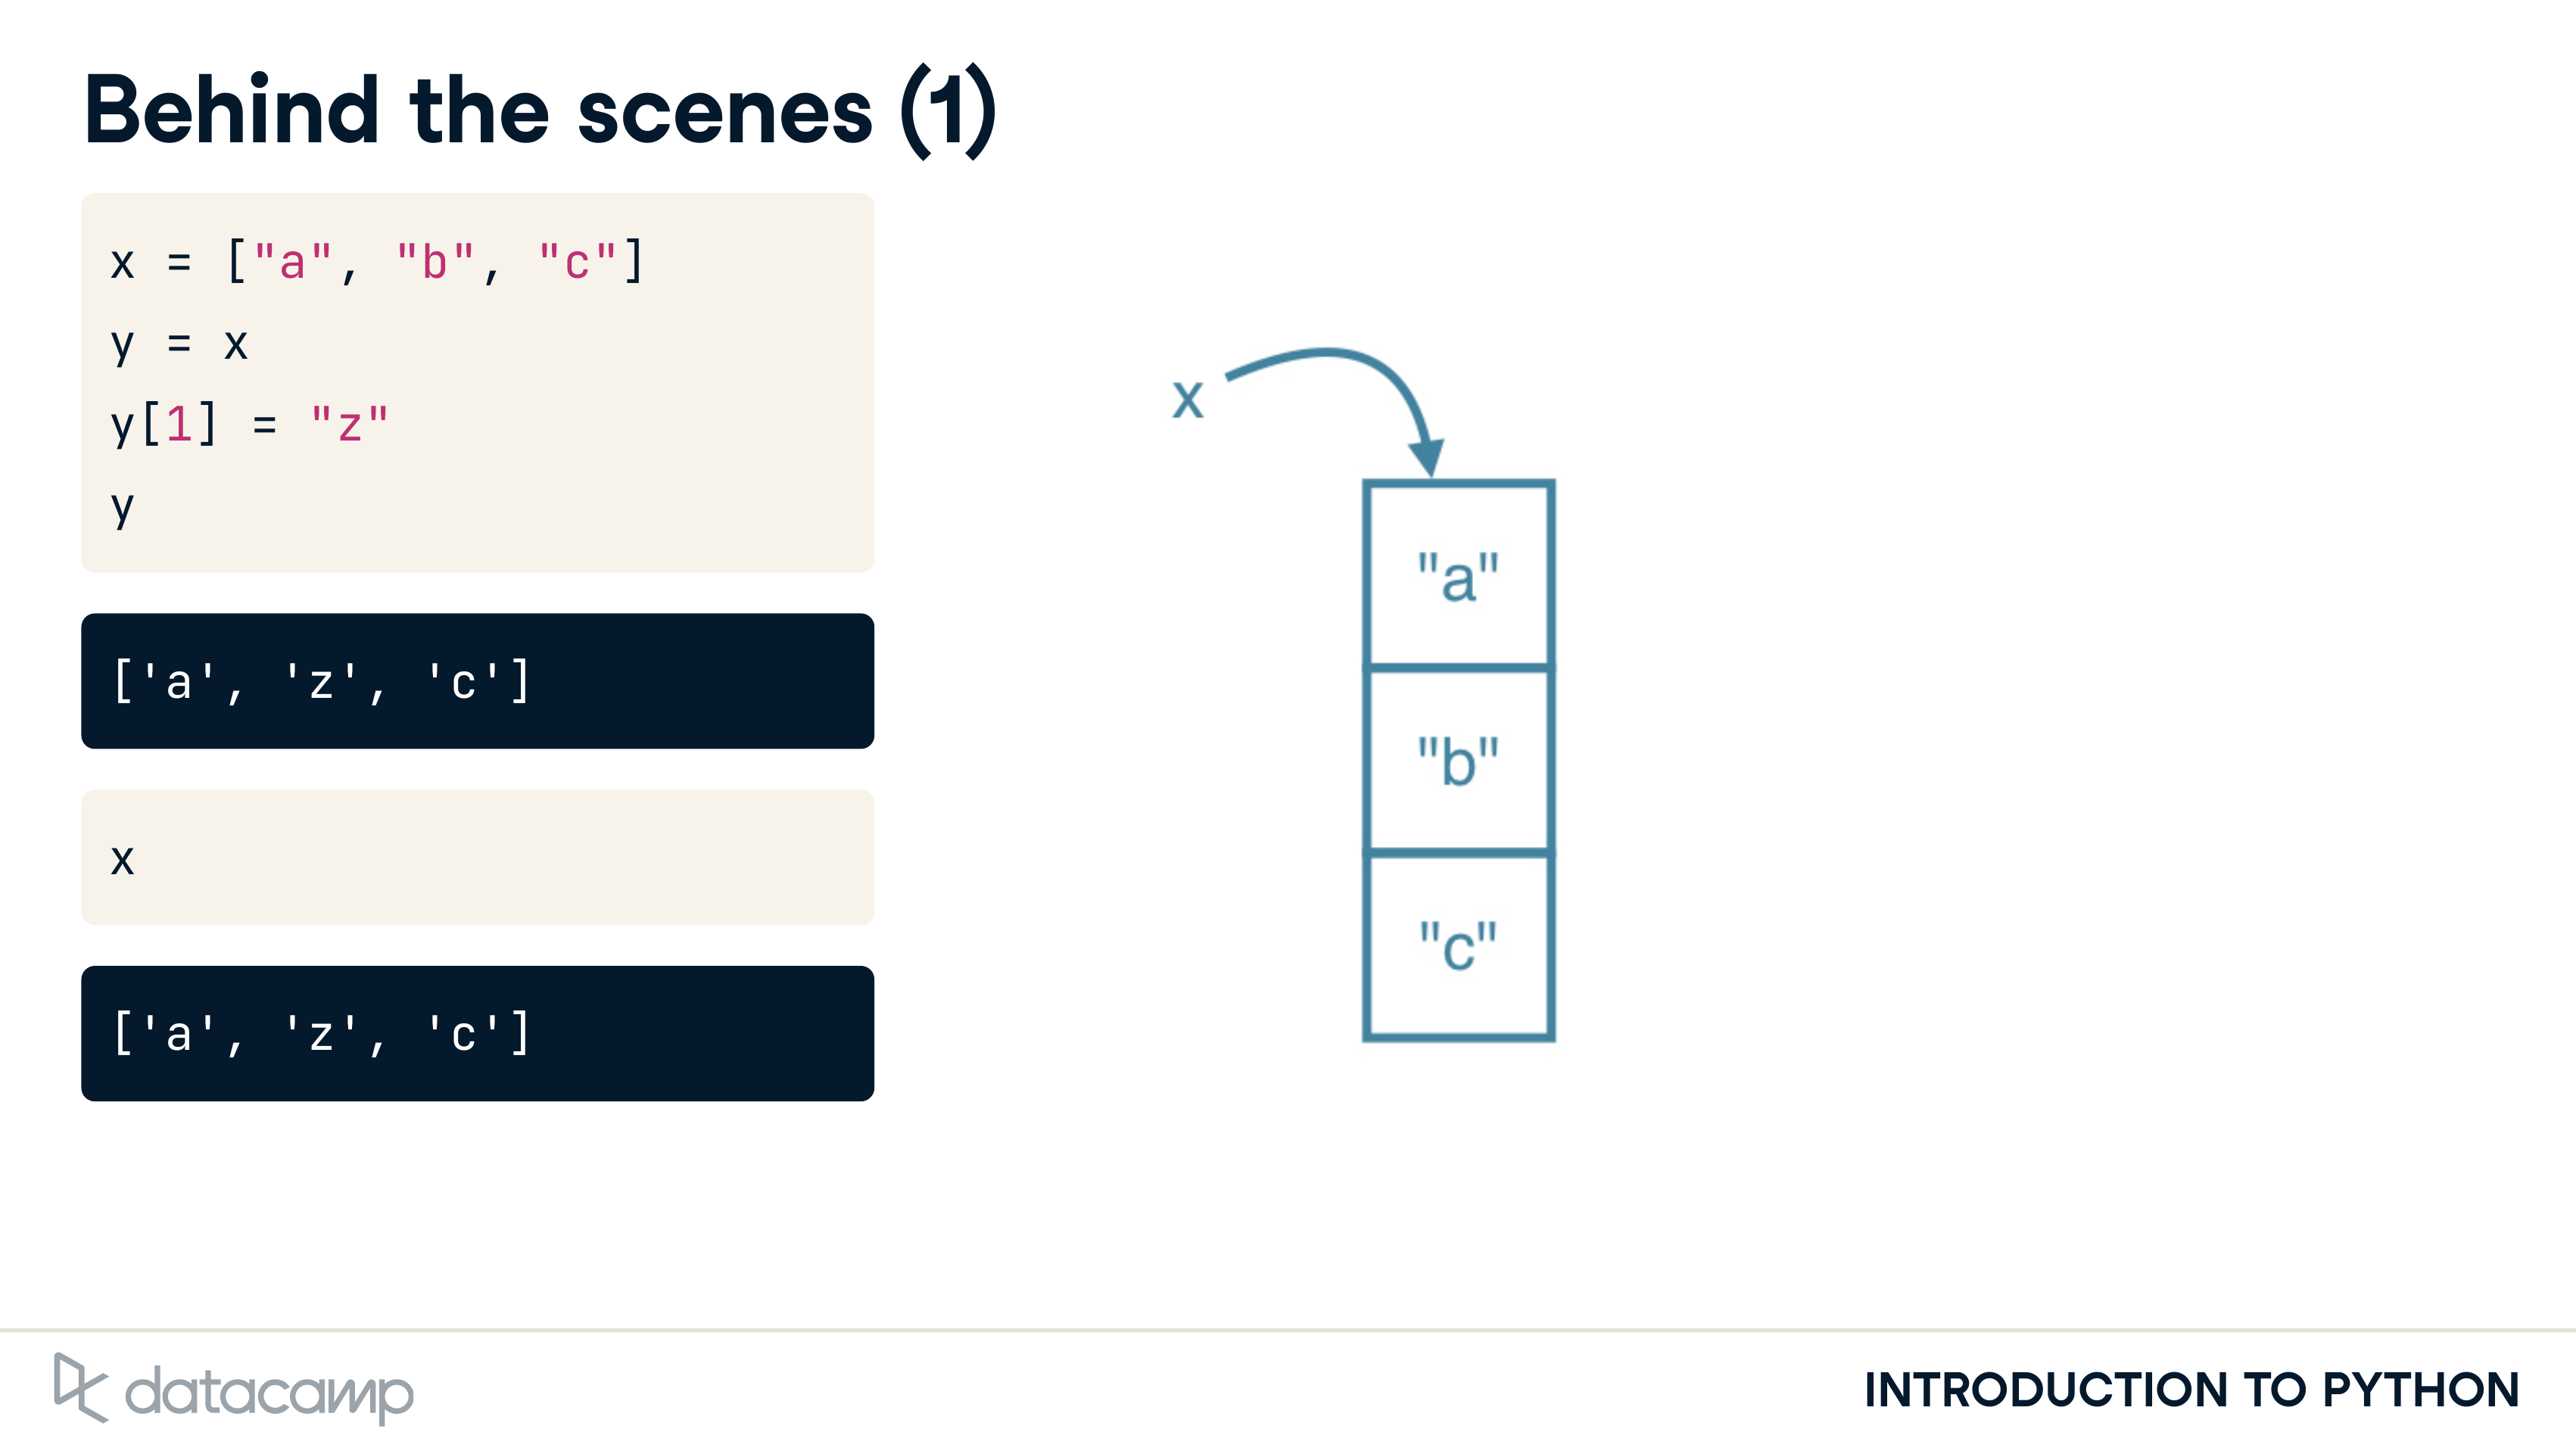 Behind the scenes (1)
x = ["a", "b", "c"]
y = x
y[1] = "z"
y
['a', 'z', 'c']
x
['a', 'z', 'c']
x
"a"
"b"
"c"
datacamp
INTRODUCTION TO PYTHON